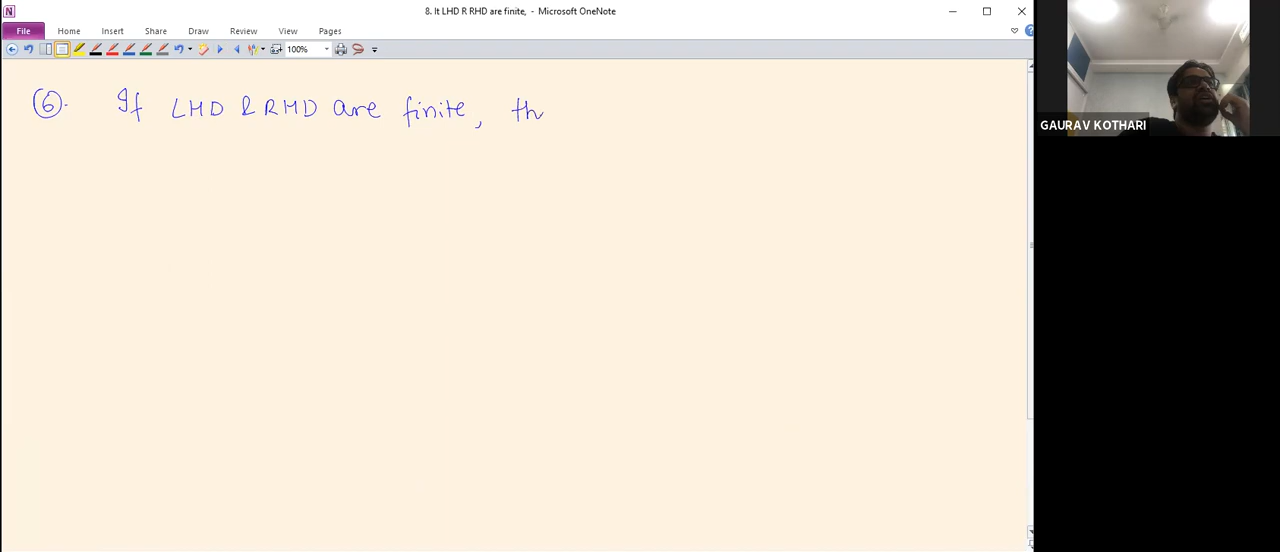 8. It LHD R RHD are finite, - Microsoft OneNote
File Home Insert Share Draw Review View Pages
100%
(6). If LHD & RHD are finite, th
GAURAV KOTHARI